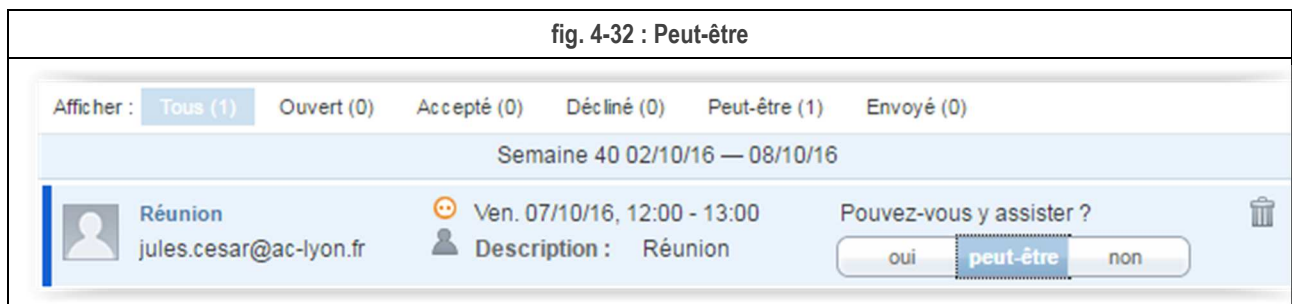 fig. 4-32 : Peut-être
Afficher : Tous (1) Ouvert (0) Accepté (0) Décliné (0) Peut-être (1) Envoyé (0)
Semaine 40 02/10/16 — 08/10/16
Réunion Ven. 07/10/16, 12:00 - 13:00 Pouvez-vous y assister ?
jules.cesar@ac-lyon.fr Description : Réunion
oui peut-être non